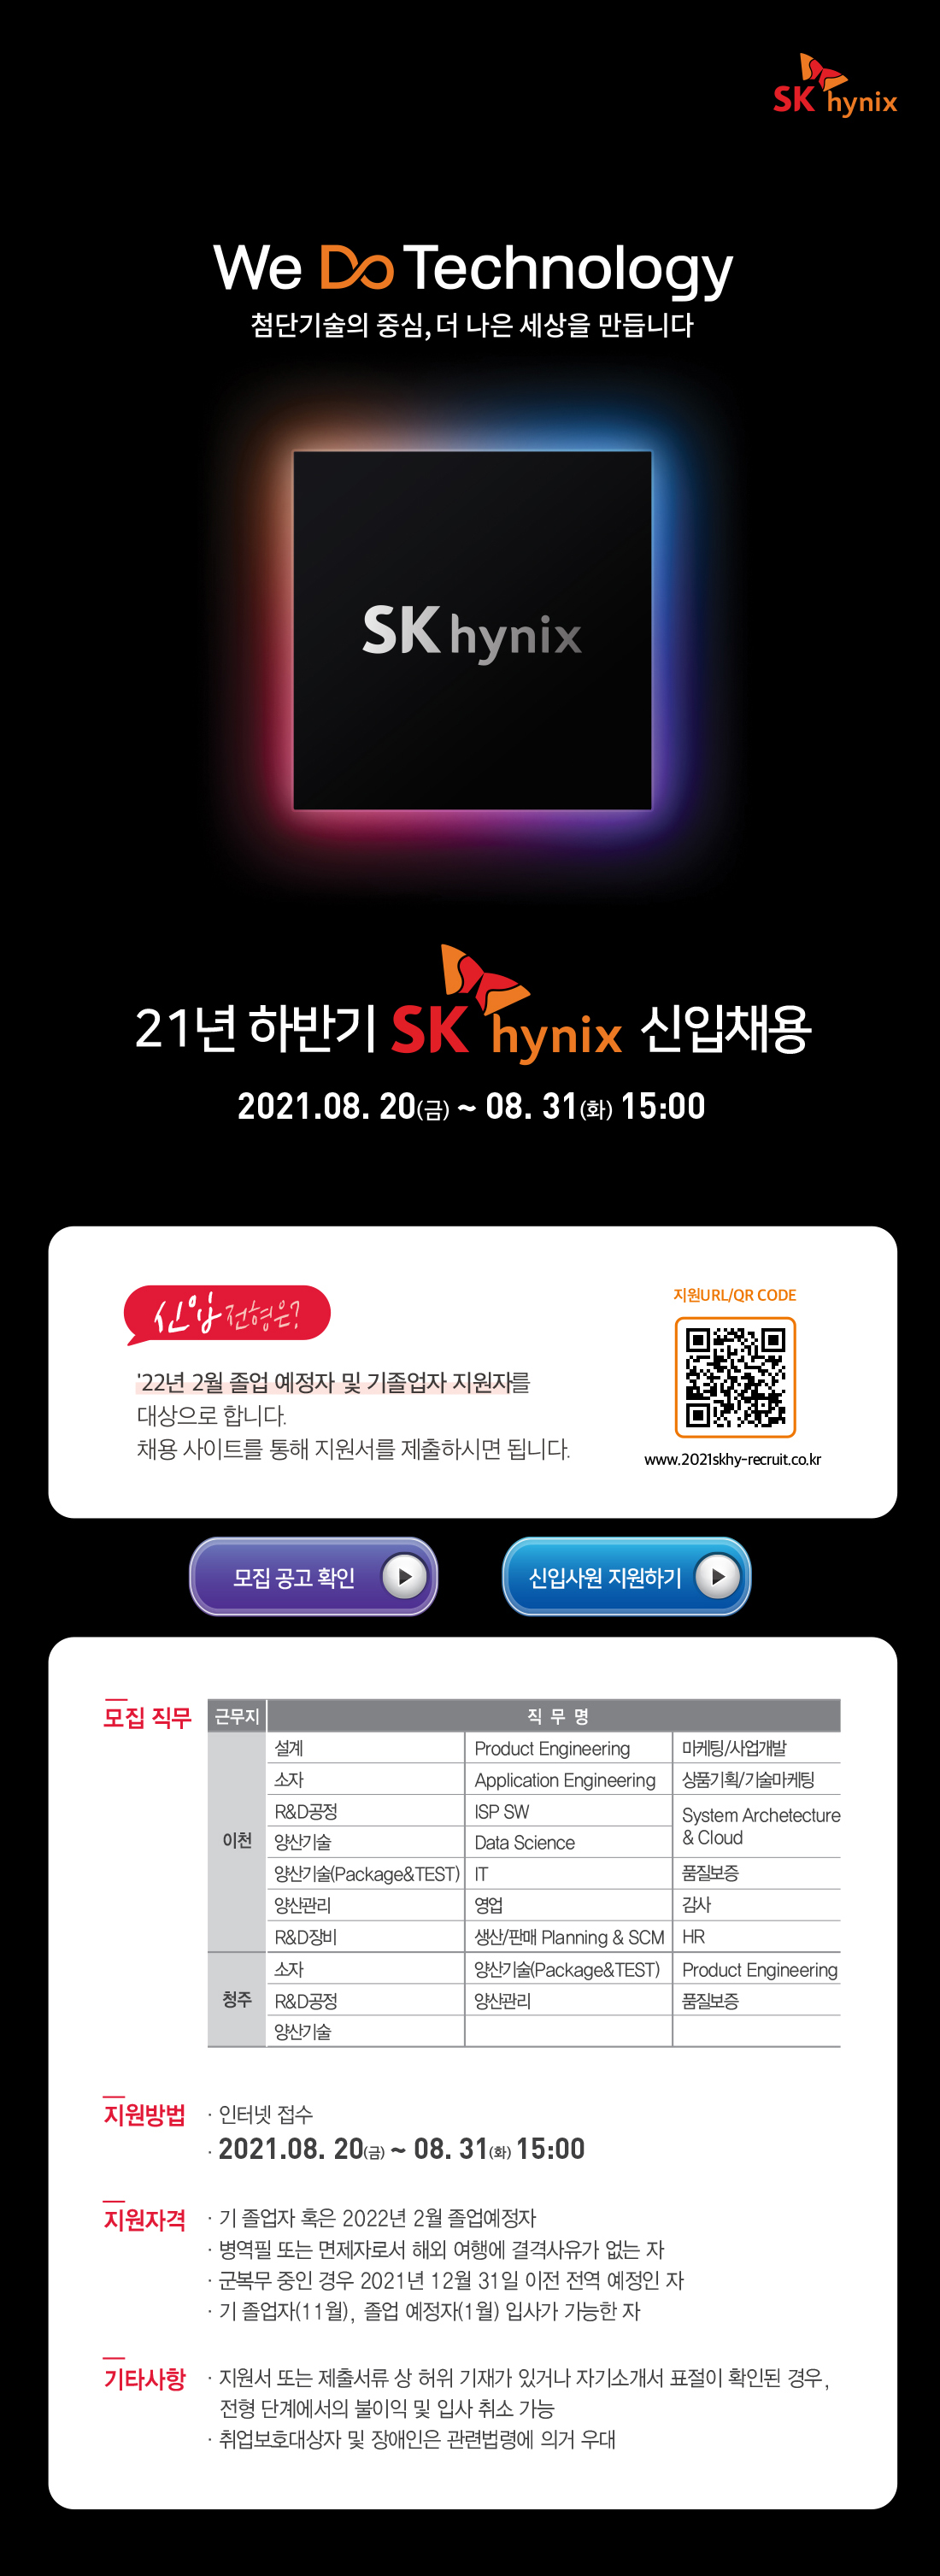 SK hynix
We Do Technology
첨단기술의 중심, 더 나은 세상을 만듭니다
SK hynix
21년 하반기 SK hynix 신입채용
2021.08. 20(금) ~ 08. 31(화) 15:00
신입 전형은?
'22년 2월 졸업 예정자 및 기졸업자 지원자를
대상으로 합니다.
채용 사이트를 통해 지원서를 제출하시면 됩니다.
지원URL/QR CODE
www.2021skhy-recruit.co.kr
모집 공고 확인
신입사원 지원하기
모집 직무
근무지 직 무 명
이천
설계 Product Engineering 마케팅/사업개발
소자 Application Engineering 상품기획/기술마케팅
R&D공정 ISP SW System Archetecture
양산기술 Data Science & Cloud
양산기술(Package&TEST) IT 품질보증
양산관리 영업 감사
R&D장비 생산/판매 Planning & SCM HR
청주
소자 양산기술(Package&TEST) Product Engineering
R&D공정 양산관리 품질보증
양산기술
지원방법
· 인터넷 접수
· 2021.08. 20(금) ~ 08. 31(화) 15:00
지원자격
· 기 졸업자 혹은 2022년 2월 졸업예정자
· 병역필 또는 면제자로서 해외 여행에 결격사유가 없는 자
· 군복무 중인 경우 2021년 12월 31일 이전 전역 예정인 자
· 기 졸업자(11월), 졸업 예정자(1월) 입사가 가능한 자
기타사항
· 지원서 또는 제출서류 상 허위 기재가 있거나 자기소개서 표절이 확인된 경우,
전형 단계에서의 불이익 및 입사 취소 가능
· 취업보호대상자 및 장애인은 관련법령에 의거 우대